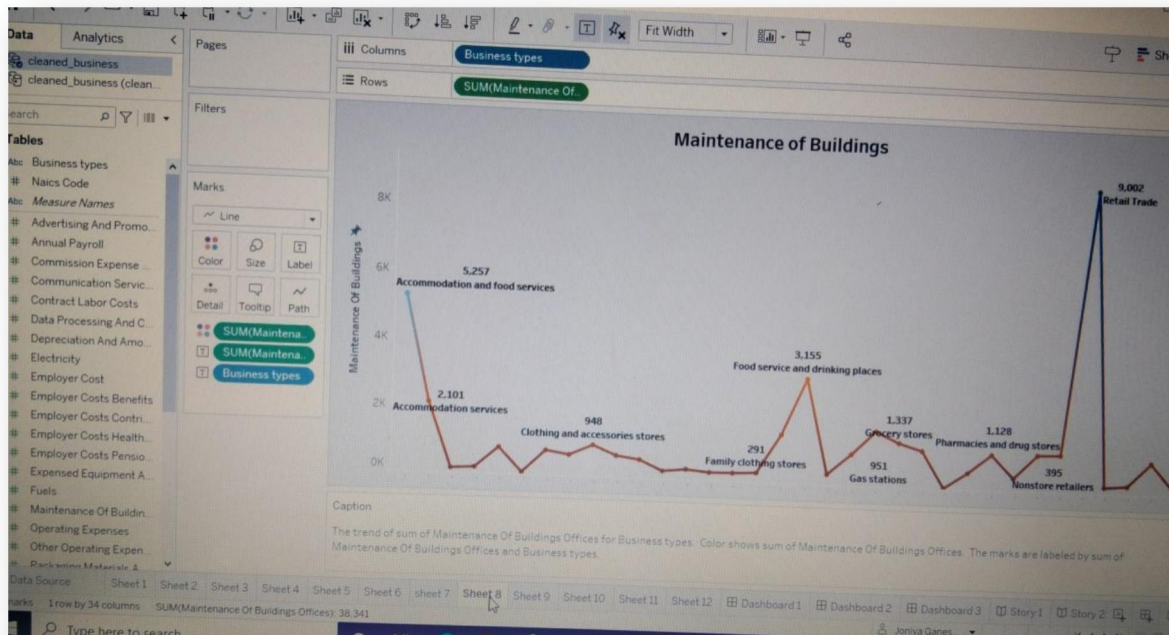 Data
Analytics
cleaned_business
cleaned_business (clean...
earch
Tables
Abc Business types
# Naics Code
Abc Measure Names
# Advertising And Promo...
# Annual Payroll
# Commission Expense ...
# Communication Servic...
# Contract Labor Costs
# Data Processing And C...
# Depreciation And Amo...
# Electricity
# Employer Cost
# Employer Costs Benefits
# Employer Costs Contri...
# Employer Costs Health...
# Employer Costs Pensio...
# Expensed Equipment A...
# Fuels
# Maintenance Of Buildin...
# Operating Expenses
# Other Operating Expen...
# Packaging Materials A...
Pages
Filters
Marks
Line
Color
Size
Label
Detail
Tooltip
Path
SUM(Maintena..
SUM(Maintena..
Business types
Fit Width
Sh
Columns
Business types
Rows
SUM(Maintenance Of..
Maintenance of Buildings
Maintenance Of Buildings
8K
6K
4K
2K
0K
5,257
Accommodation and food services
2,101
Accommodation services
948
Clothing and accessories stores
291
Family clothing stores
3,155
Food service and drinking places
1,337
Grocery stores
951
Gas stations
1,128
Pharmacies and drug stores
395
Nonstore retailers
9,002
Retail Trade
Caption
The trend of sum of Maintenance Of Buildings Offices for Business types. Color shows sum of Maintenance Of Buildings Offices. The marks are labeled by sum of
Maintenance Of Buildings Offices and Business types.
Data Source
Sheet 1
Sheet 2
Sheet 3
Sheet 4
Sheet 5
Sheet 6
sheet 7
Sheet 8
Sheet 9
Sheet 10
Sheet 11
Sheet 12
Dashboard 1
Dashboard 2
Dashboard 3
Story 1
Story 2
marks
1 row by 34 columns
SUM(Maintenance Of Buildings Offices): 38,341
Joniya Ganes...
Type here to search